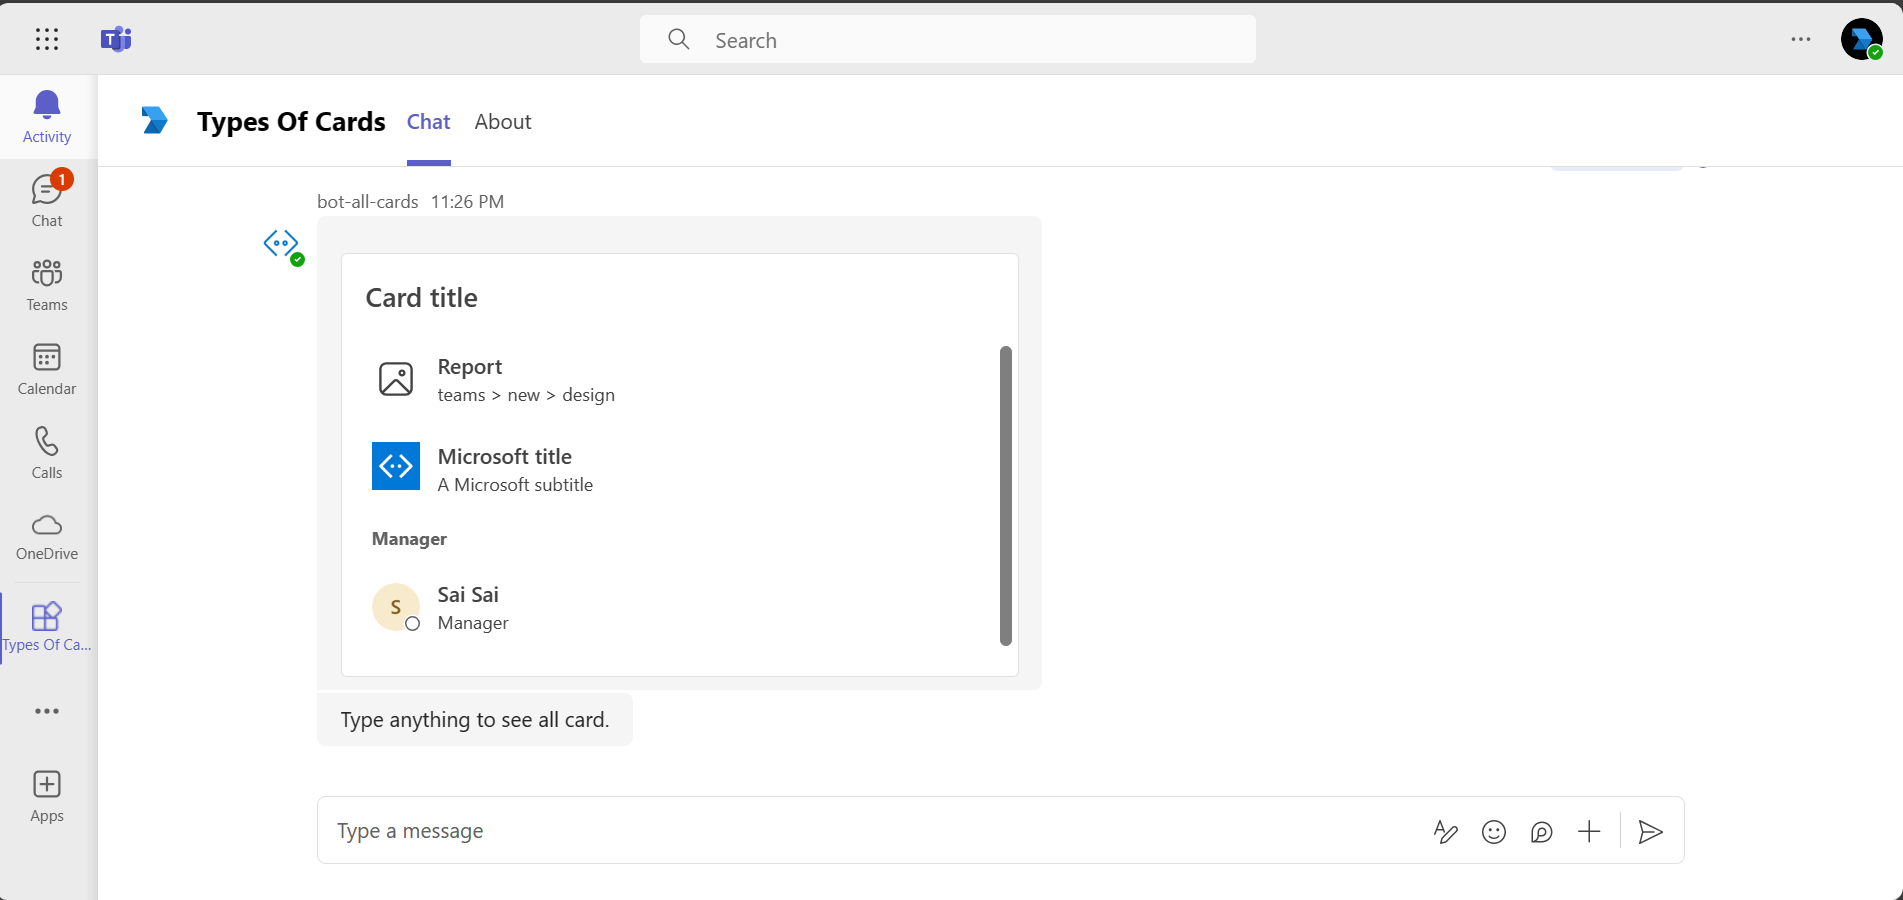 Search
Activity
1
Chat
Teams
Calendar
Calls
OneDrive
Types Of Ca...
Apps
Types Of Cards Chat About
bot-all-cards 11:26 PM
Card title
Report
teams > new > design
Microsoft title
A Microsoft subtitle
Manager
S
Sai Sai
Manager
Type anything to see all card.
Type a message